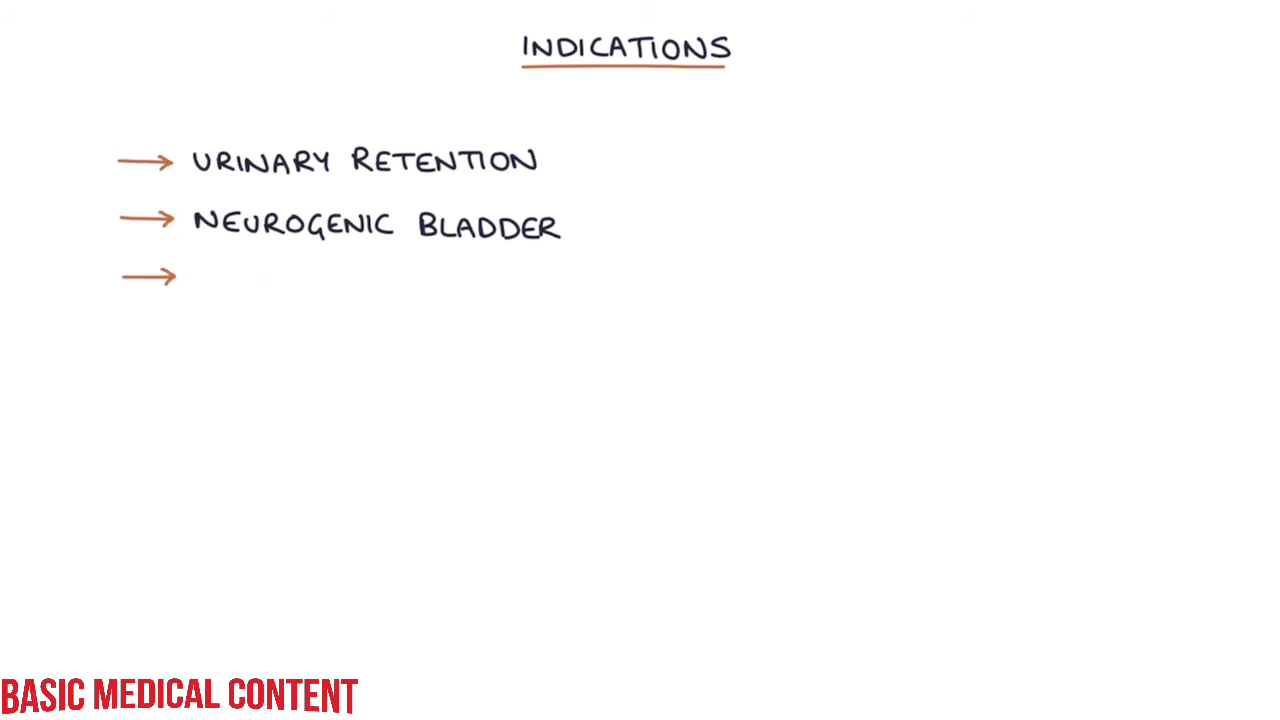 INDICATIONS
→ URINARY RETENTION
→ NEUROGENIC BLADDER
→
BASIC MEDICAL CONTENT